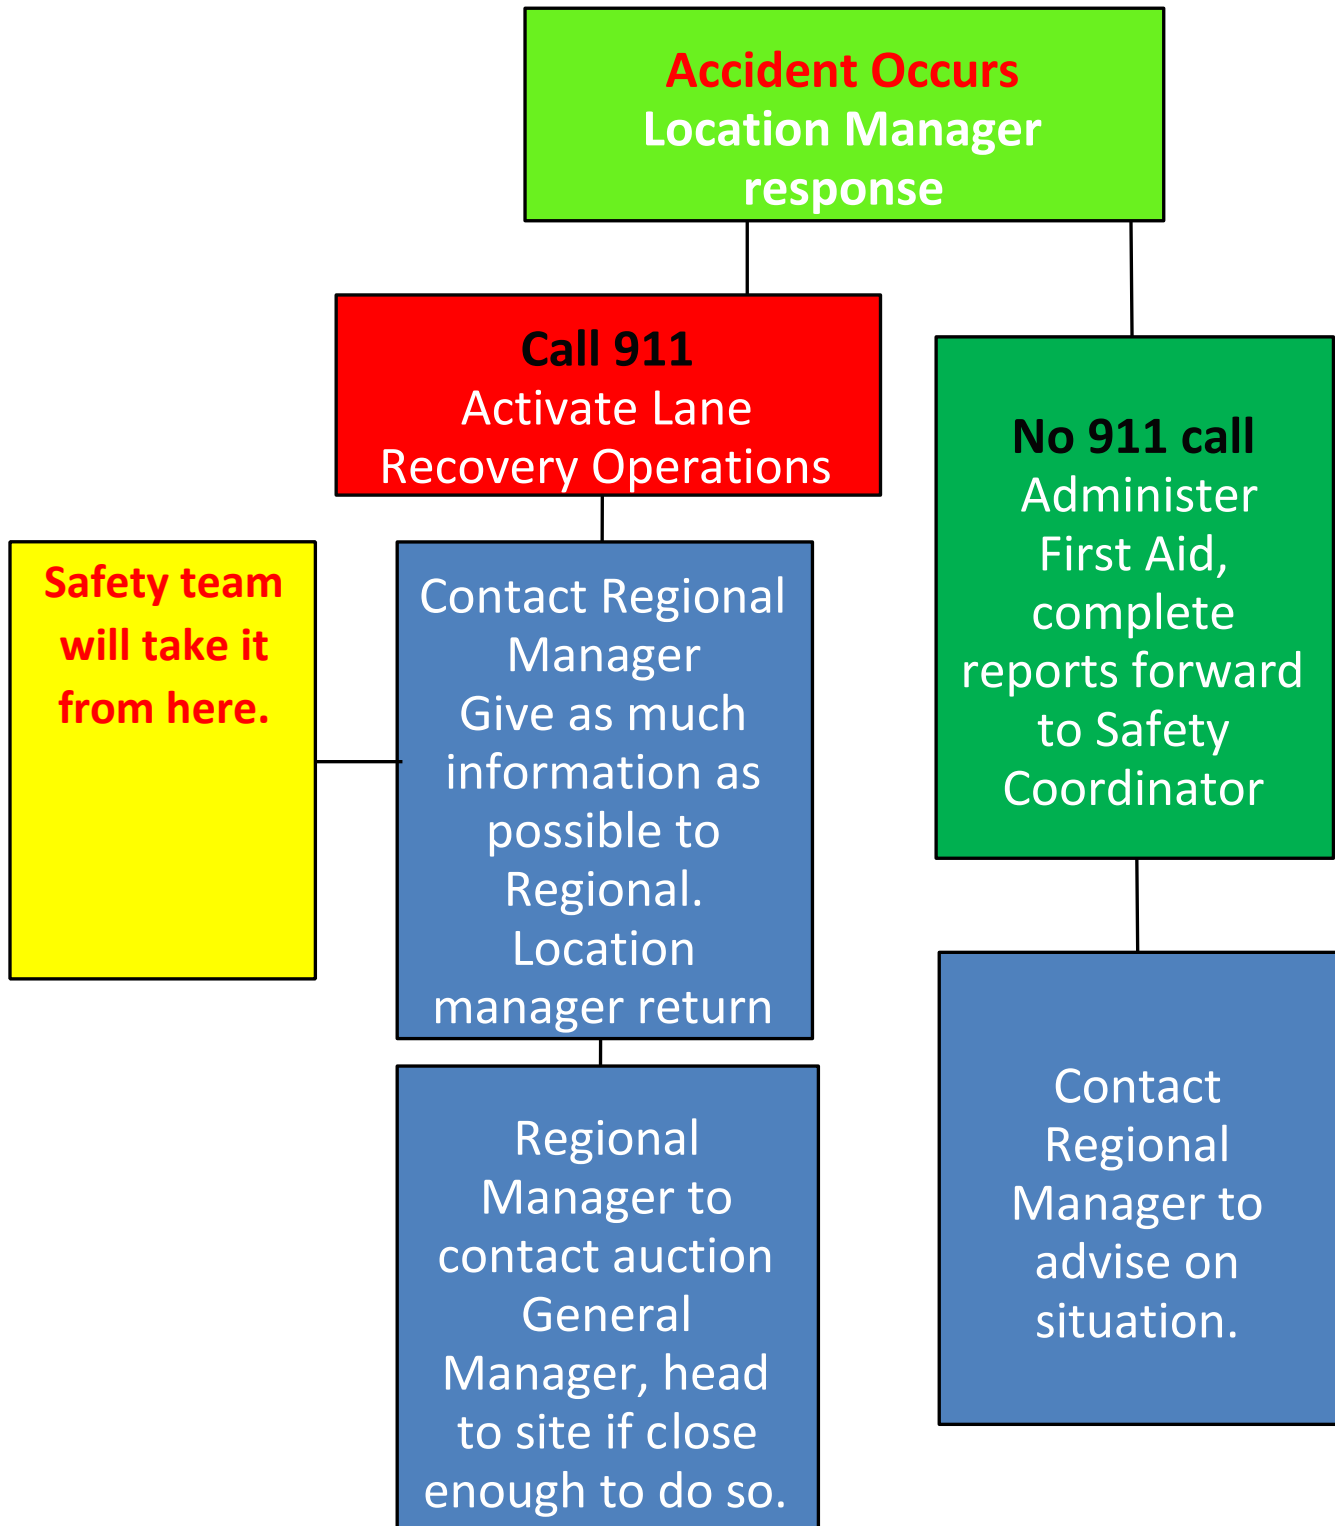 Accident Occurs
Location Manager
response
Call 911
Activate Lane
Recovery Operations
No 911 call
Administer
First Aid,
complete
reports forward
to Safety
Coordinator
Safety team
will take it
from here.
Contact Regional
Manager
Give as much
information as
possible to
Regional.
Location
manager return
Regional
Manager to
contact auction
General
Manager, head
to site if close
enough to do so.
Contact
Regional
Manager to
advise on
situation.